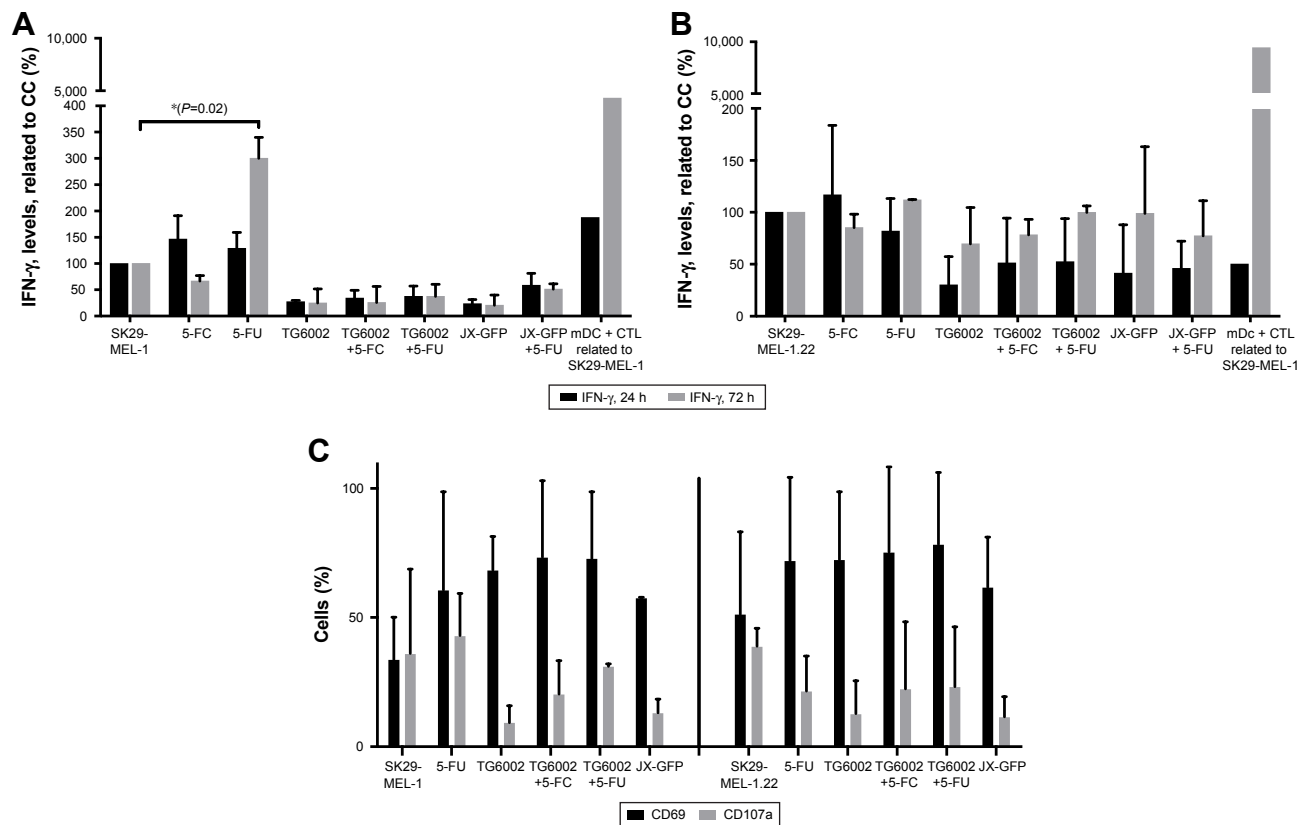 A
IFN-γ, levels, related to CC (%)
10,000
5,000
400
350
300
250
200
150
100
50
0
*(P=0.02)
SK29-
MEL-1
5-FC
5-FU
TG6002
TG6002
+5-FC
TG6002
+5-FU
JX-GFP
JX-GFP
+5-FU
mDc + CTL
related to
SK29-MEL-1
B
IFN-γ, levels, related to CC (%)
10,000
5,000
200
150
100
50
0
SK29-
MEL-1.22
5-FC
5-FU
TG6002
TG6002
+ 5-FC
TG6002
+ 5-FU
JX-GFP
JX-GFP
+ 5-FU
mDc + CTL
related to
SK29-MEL-1
IFN-γ, 24 h
IFN-γ, 72 h
C
Cells (%)
100
50
0
SK29-
MEL-1
5-FU
TG6002
TG6002
+5-FC
TG6002
+5-FU
JX-GFP
SK29-
MEL-1.22
5-FU
TG6002
TG6002
+5-FC
TG6002
+5-FU
JX-GFP
CD69
CD107a